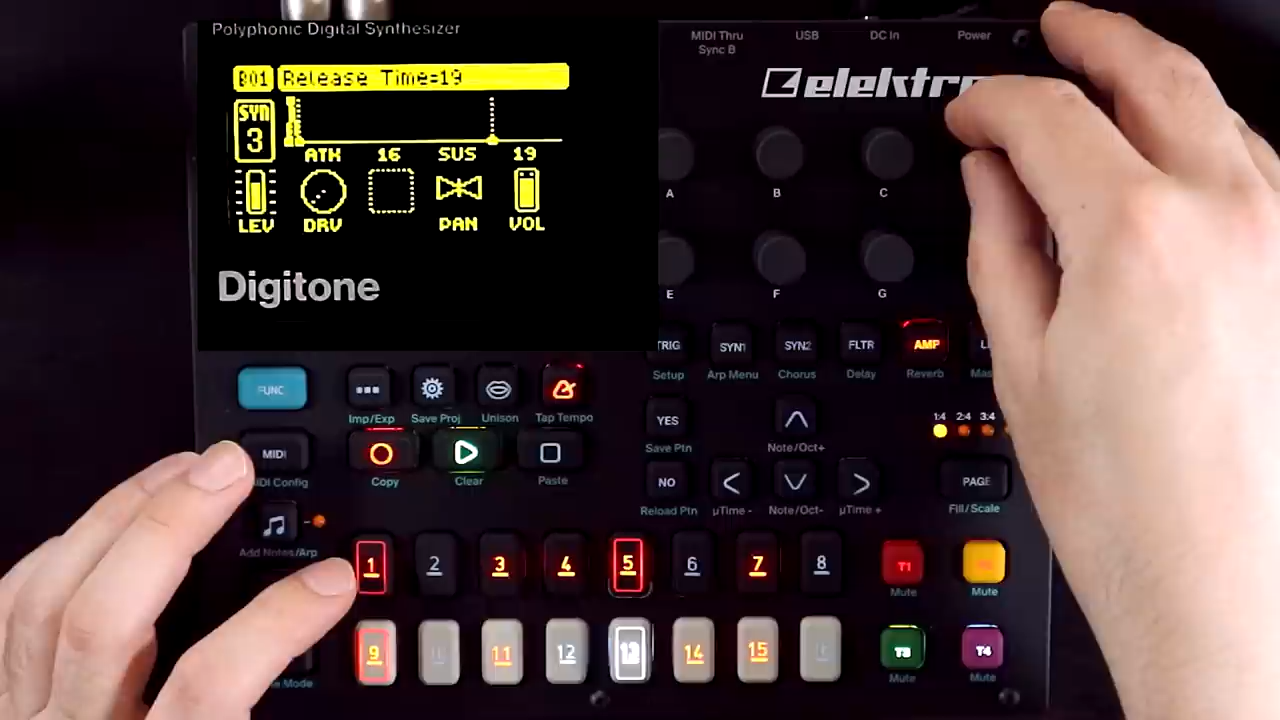 Polyphonic Digital Synthesizer
MIDI Thru
Sync B
USB
DC In
Power
elektr
B01 Release Time=19
SYN
3
ATK 16 SUS 19
LEV DRV PAN VOL
Digitone
A B C
E F G
TRIG SYN1 SYN2 FLTR AMP
Setup Arp Menu Chorus Delay Reverb Mas
FUNC
Imp/Exp Save Proj Unison Tap Tempo
YES
Save Ptn
Note/Oct+
1:4 2:4 3:4
MIDI
Copy Clear Paste
NO
PAGE
Reload Ptn µTime - Note/Oct- µTime + Fill/Scale
Add Notes/Arp
1 2 3 4 5 6 7 8 T1
Mute Mute
9 11 12 13 14 15 T3 T4
Mode
Mute Mute